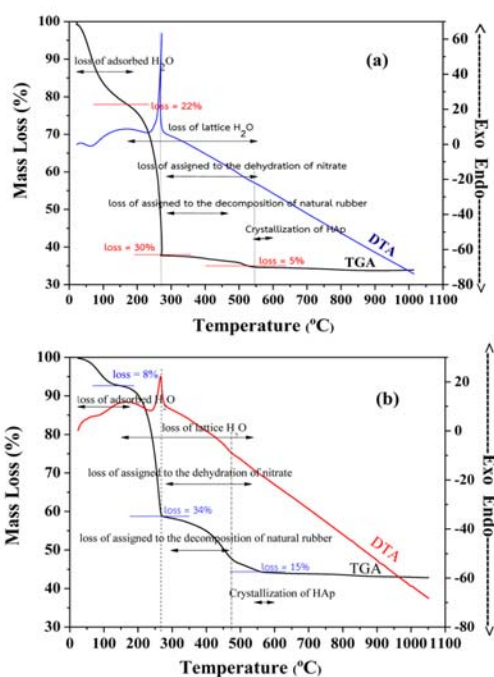 (a)
100
90
80
70
60
50
40
30
60
40
20
0
-20
-40
-60
-80
Mass Loss (%)
Exo Endo
loss of adsorbed H2O
loss = 22%
loss of lattice H2O
loss of assigned to the dehydration of nitrate
loss of assigned to the decomposition of natural rubber
Crystallization of HAp
loss = 30%
loss = 5%
DTA
TGA
0 100 200 300 400 500 600 700 800 900 1000 1100
Temperature (ºC)
(b)
100
90
80
70
60
50
40
30
20
0
-20
-40
-60
-80
Mass Loss (%)
Exo Endo
loss = 8%
loss of adsorbed H O
loss of lattice H2O
loss of assigned to the dehydration of nitrate
loss = 34%
loss of assigned to the decomposition of natural rubber
loss = 15%
Crystallization of HAp
DTA
TGA
0 100 200 300 400 500 600 700 800 900 1000 1100
Temperature (ºC)